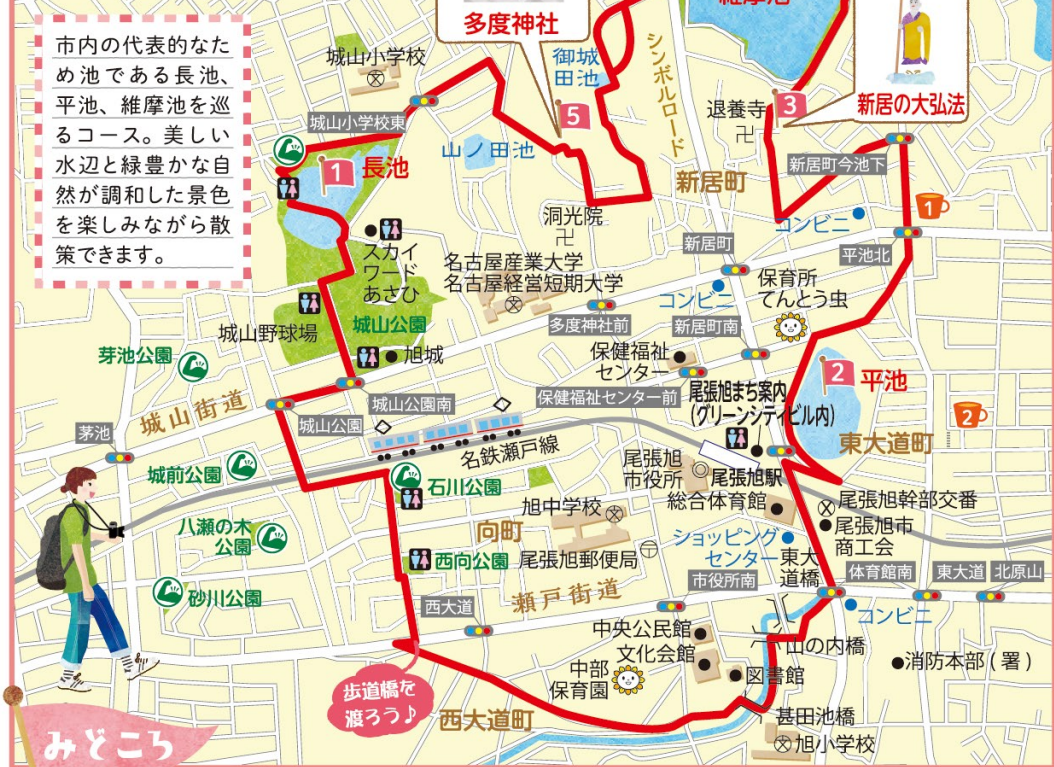 市内の代表的なた
め池である長池、
平池、維摩池を巡
るコース。美しい
水辺と緑豊かな自
然が調和した景色
を楽しみながら散
策できます。
多度神社
維摩池
新居の大弘法
城山小学校
御城
田池
シンボルロード
退養寺
3
5
城山小学校東
山ノ田池
1
長池
新居町
新居町今池下
1
コンビニ
平池北
洞光院
新居町
スカイ
ワード
あさひ
名古屋産業大学
名古屋経営短期大学
コンビニ
保育所
てんとう虫
城山野球場
城山公園
多度神社前
新居町南
芽池公園
旭城
保健福祉
センター
2
平池
城山街道
城山公園南
保健福祉センター前
尾張旭まち案内
(グリーンシティビル内)
2
茅池
城山公園
東大道町
名鉄瀬戸線
城前公園
石川公園
尾張旭
市役所
尾張旭駅
総合体育館
旭中学校
尾張旭幹部交番
尾張旭市
商工会
八瀬の木
公園
向町
ショッピング
センター
東大
道橋
西向公園
尾張旭郵便局
体育館南
東大道
北原山
砂川公園
瀬戸街道
市役所南
西大道
コンビニ
中央公民館
山の内橋
文化会館
消防本部(署)
中部
保育園
図書館
歩道橋を
渡ろう♪
西大道町
甚田池橋
旭小学校
みどころ